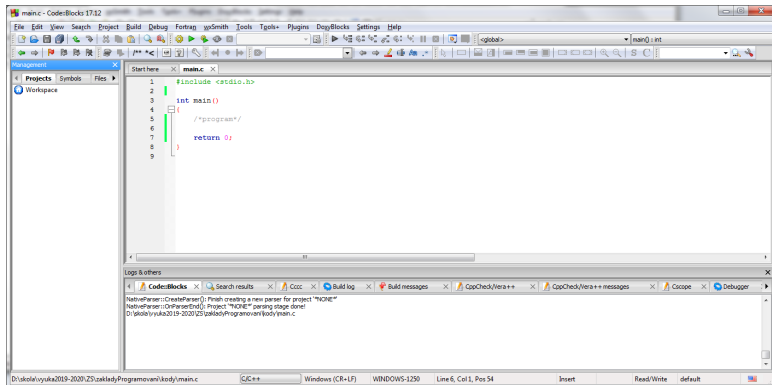 main.c - Code::Blocks 17.12
File Edit View Search Project Build Debug Fortran wxSmith Tools Tools+ Plugins DoxyBlocks Settings Help
<global> main() : int
Management
Projects Symbols Files
Workspace
Start here main.c
1 #include <stdio.h>
2
3 int main()
4 {
5 /*program*/
6
7 return 0;
8 }
9
Logs & others
Code::Blocks Search results Cccc Build log Build messages CppCheck/Vera++ CppCheck/Vera++ messages Cscope Debugger
NativeParser::CreateParser(): Finish creating a new parser for project '*NONE*'
NativeParser::OnParserEnd(): Project '*NONE*' parsing stage done!
D:\skola\vyuka2019-2020\ZS\zakladyProgramovani\kody\main.c
D:\skola\vyuka2019-2020\ZS\zakladyProgramovani\kody\main.c C/C++ Windows (CR+LF) WINDOWS-1250 Line 6, Col 1, Pos 54 Insert Read/Write default